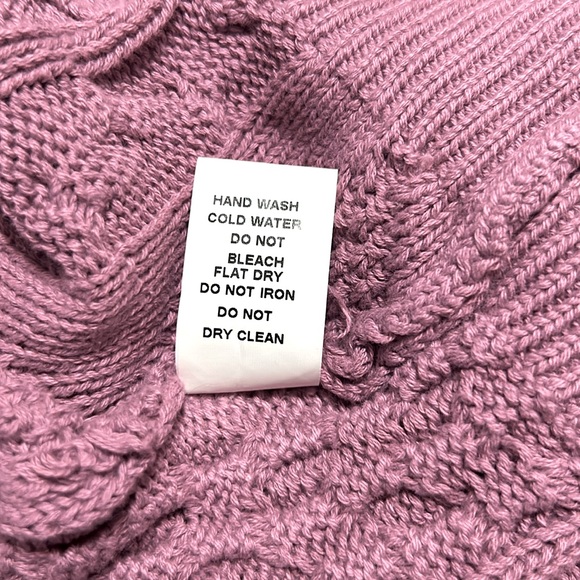 HAND WASH
COLD WATER
DO NOT
BLEACH
FLAT DRY
DO NOT IRON
DO NOT
DRY CLEAN